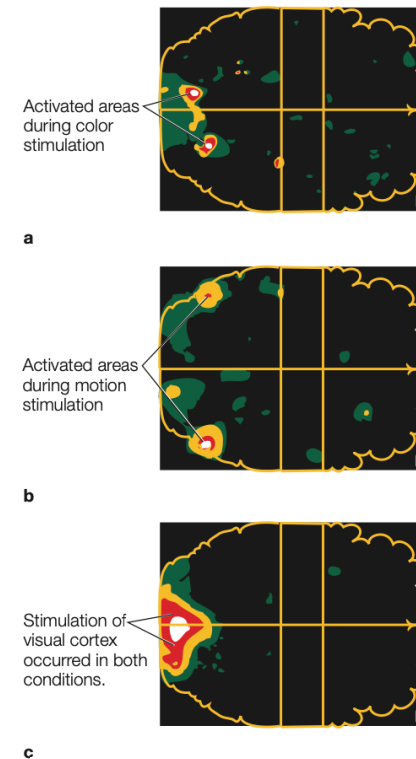 Activated areas
during color
stimulation
a
Activated areas
during motion
stimulation
b
Stimulation of
visual cortex
occurred in both
conditions.
c